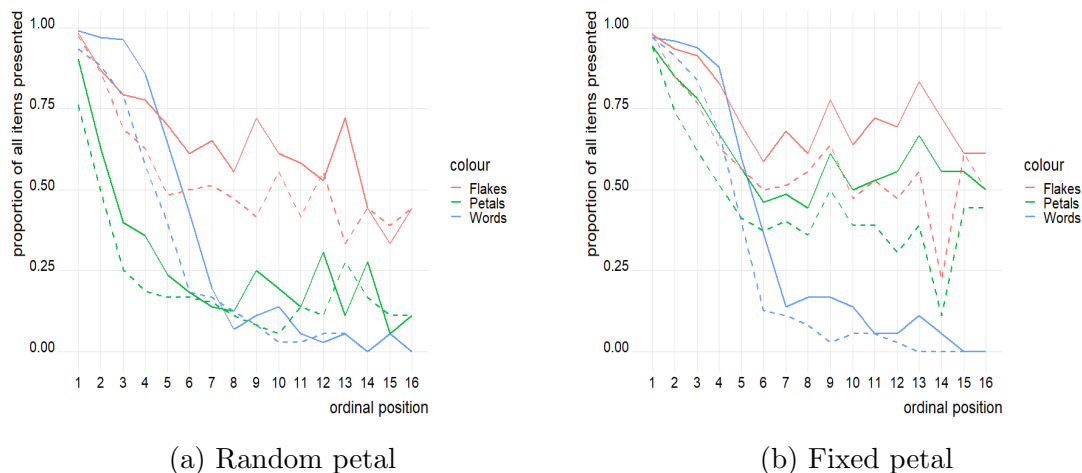 proportion of all items presented
1.00
0.75
0.50
0.25
0.00
1 2 3 4 5 6 7 8 9 10 11 12 13 14 15 16
ordinal position
colour
Flakes
Petals
Words
(a) Random petal
proportion of all items presented
1.00
0.75
0.50
0.25
0.00
1 2 3 4 5 6 7 8 9 10 11 12 13 14 15 16
ordinal position
colour
Flakes
Petals
Words
(b) Fixed petal